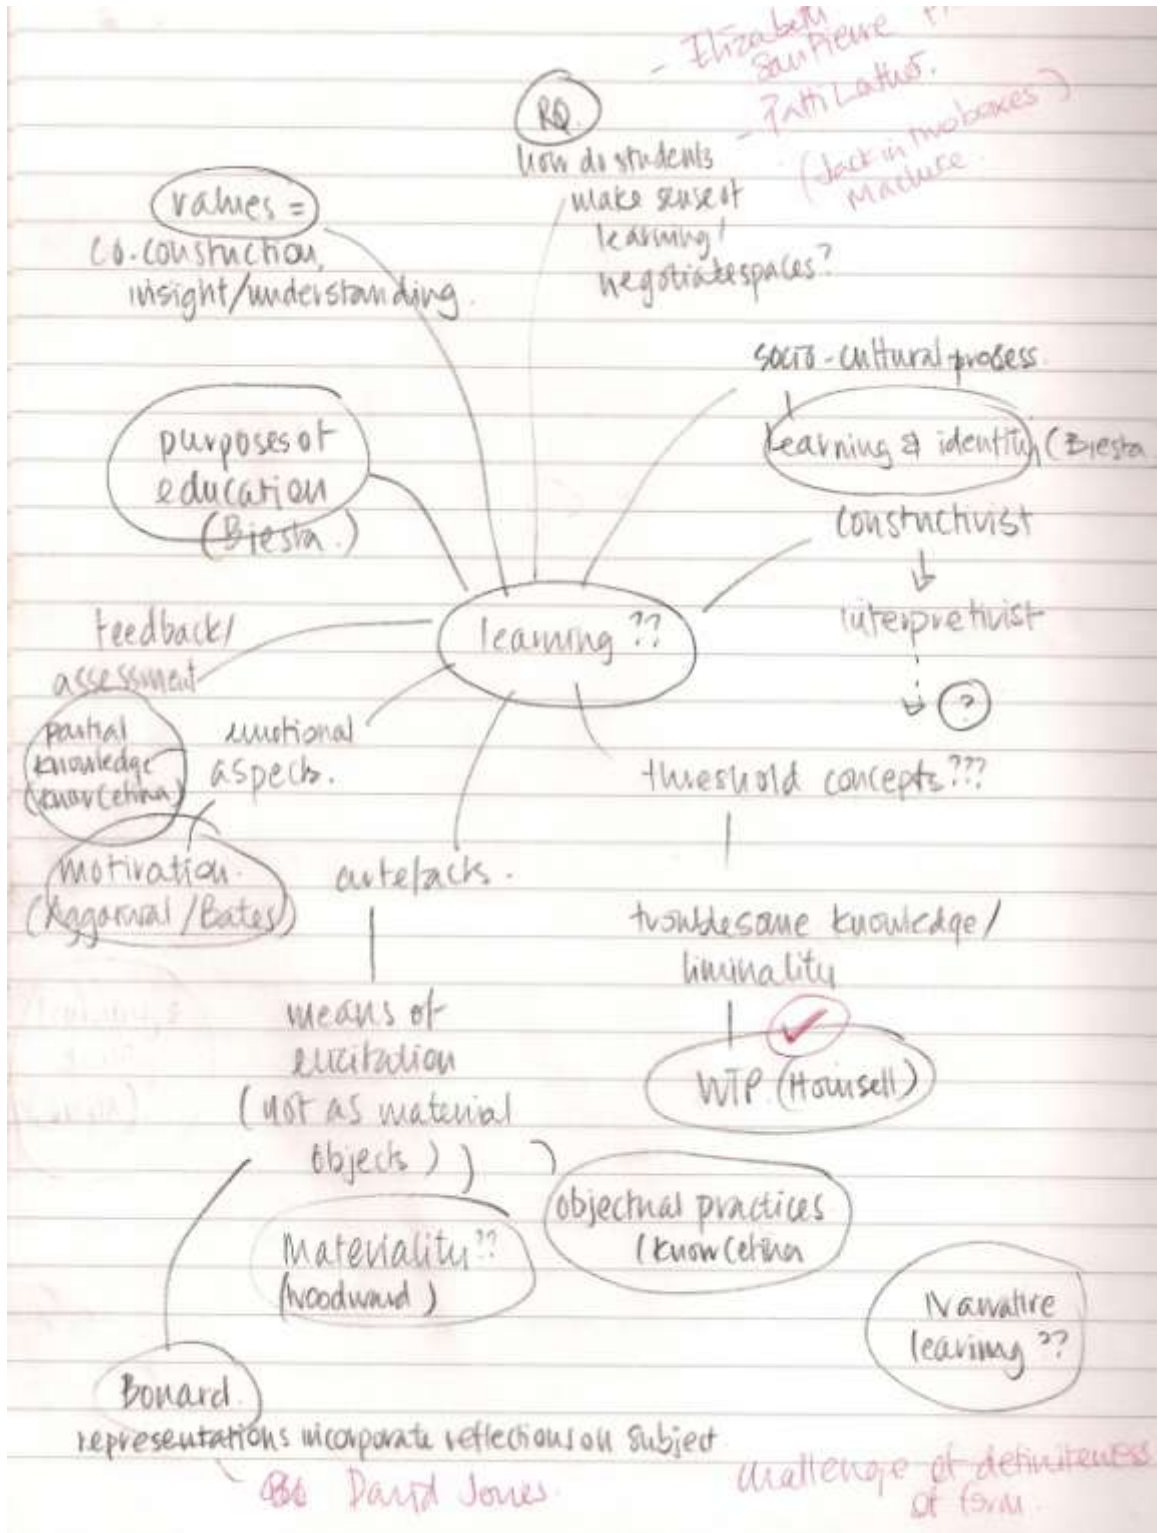 - Elizabeth
San Pierre
- Patti Lather.
(Jack in two boxes)
Maclure.
RQ.
How do students
make sense of
learning/
negotiate spaces?
values =
co-construction,
insight/understanding.
socio-cultural process.
learning & identity (Biesta
purposes of
education
(Biesta.)
constructivist
interpretivist
?
learning ??
feedback/
assessment
partial
knowledge
(Knorr Cetina)
emotional
aspects.
threshold concepts???
motivation.
(Aggarwal / Bates)
artefacts.
troublesome knowledge/
liminality
means of
elicitation
(not as material
objects))
WTP. (Hounsell)
objectual practices
(Knorr Cetina
Materiality??
(Woodward)
Narrative
learning ??
Bonard.
representations incorporate reflections on subject
David Jones.
challenge of definiteness
of form.